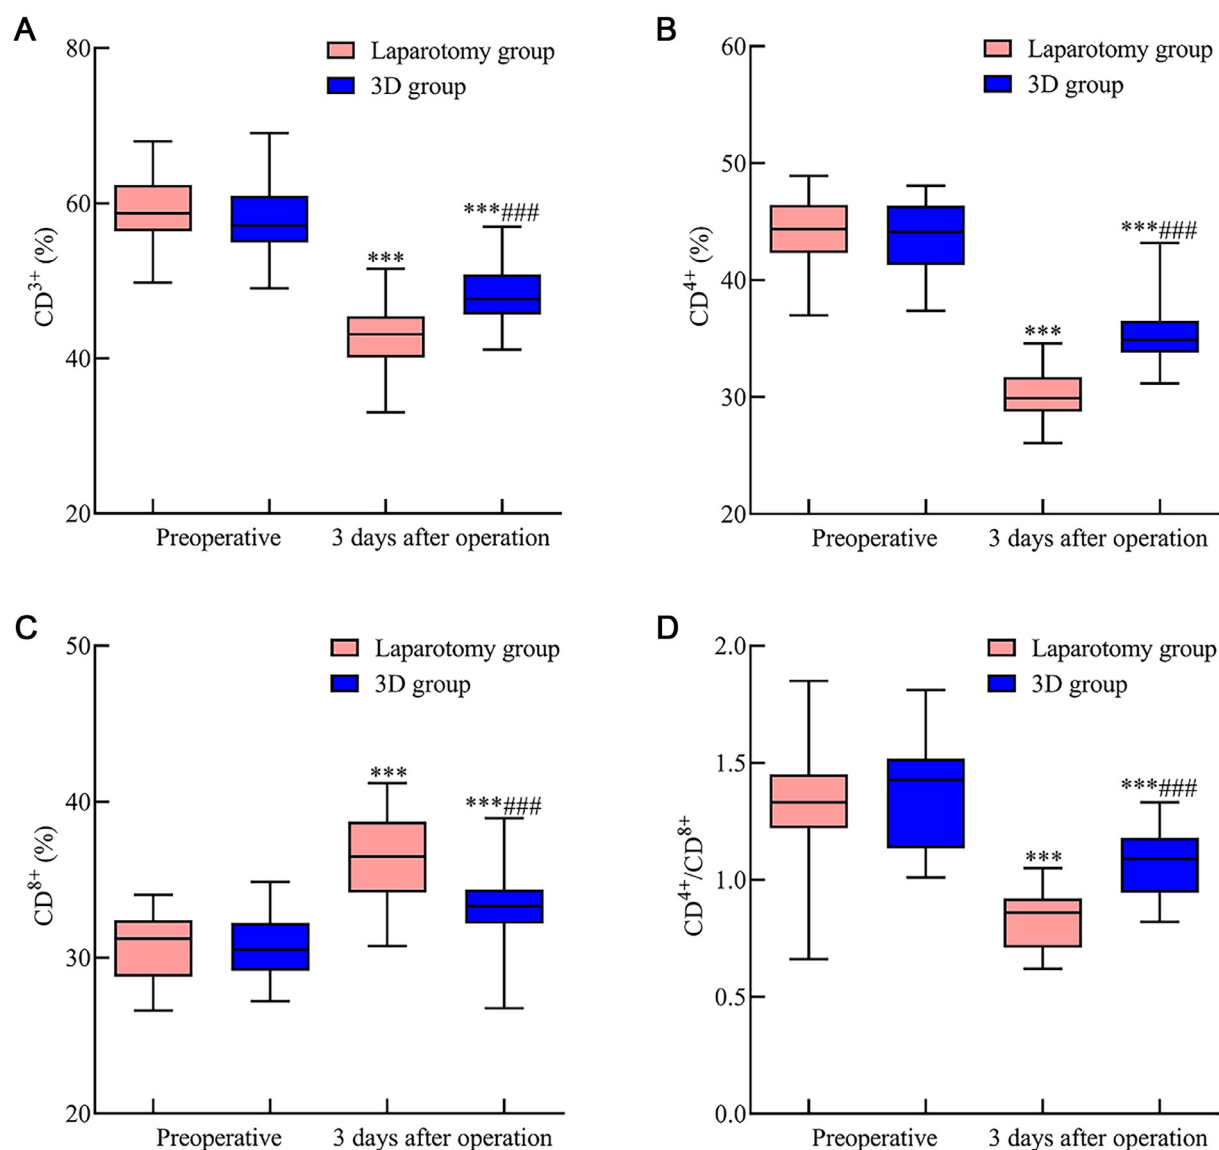 A
80
60
40
20
CD3+ (%)
Laparotomy group
3D group
***
***###
Preoperative
3 days after operation
B
60
50
40
30
20
CD4+ (%)
Laparotomy group
3D group
***
***###
Preoperative
3 days after operation
C
50
40
30
20
CD8+ (%)
Laparotomy group
3D group
***
***###
Preoperative
3 days after operation
D
2.0
1.5
1.0
0.5
0.0
CD4+/CD8+
Laparotomy group
3D group
***
***###
Preoperative
3 days after operation